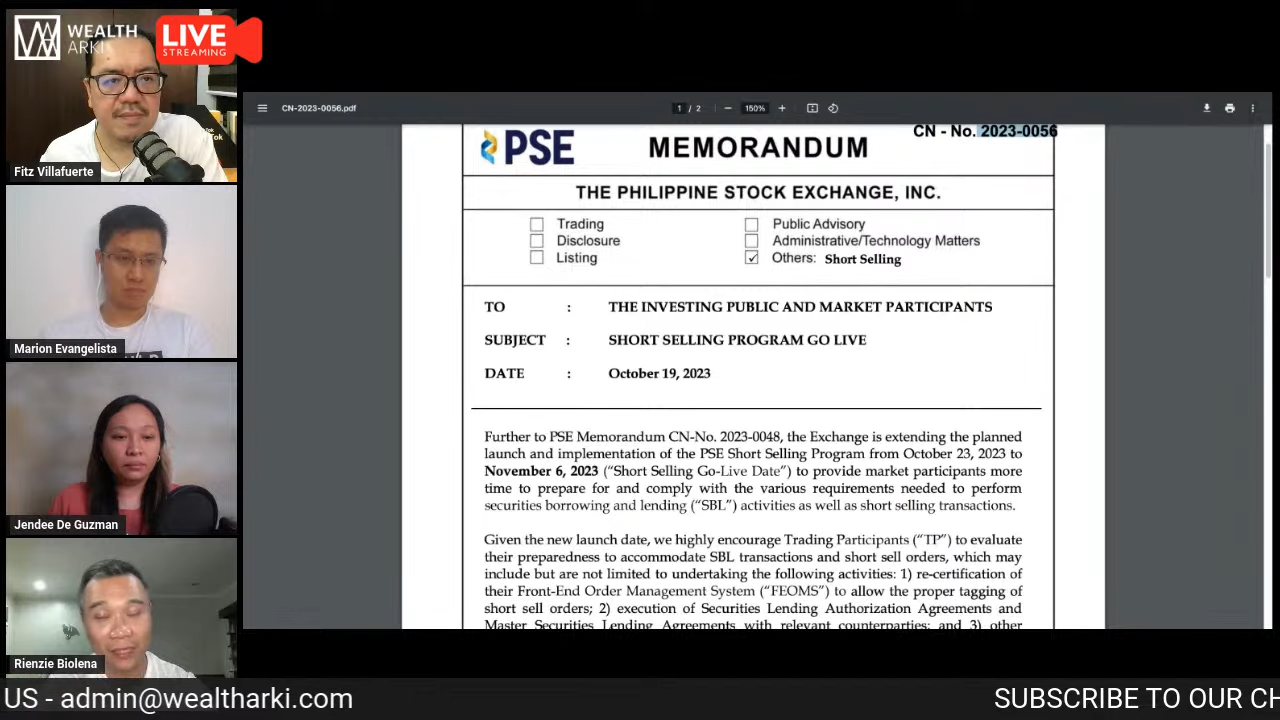 WEALTH
ARKI
LIVE
STREAMING
Fitz Villafuerte
Marion Evangelista
Jendee De Guzman
Rienzie Biolena
CN-2023-0056.pdf
1 / 2
150%
CN - No. 2023-0056
PSE
MEMORANDUM
THE PHILIPPINE STOCK EXCHANGE, INC.
Trading
Public Advisory
Disclosure
Administrative/Technology Matters
Listing
Others: Short Selling
TO : THE INVESTING PUBLIC AND MARKET PARTICIPANTS
SUBJECT : SHORT SELLING PROGRAM GO LIVE
DATE : October 19, 2023
Further to PSE Memorandum CN-No. 2023-0048, the Exchange is extending the planned
launch and implementation of the PSE Short Selling Program from October 23, 2023 to
November 6, 2023 (“Short Selling Go-Live Date”) to provide market participants more
time to prepare for and comply with the various requirements needed to perform
securities borrowing and lending (“SBL”) activities as well as short selling transactions.
Given the new launch date, we highly encourage Trading Participants (“TP”) to evaluate
their preparedness to accommodate SBL transactions and short sell orders, which may
include but are not limited to undertaking the following activities: 1) re-certification of
their Front-End Order Management System (“FEOMS”) to allow the proper tagging of
short sell orders; 2) execution of Securities Lending Authorization Agreements and
Master Securities Lending Agreements with relevant counterparties; and 3) other
US - admin@wealtharki.com
SUBSCRIBE TO OUR CH